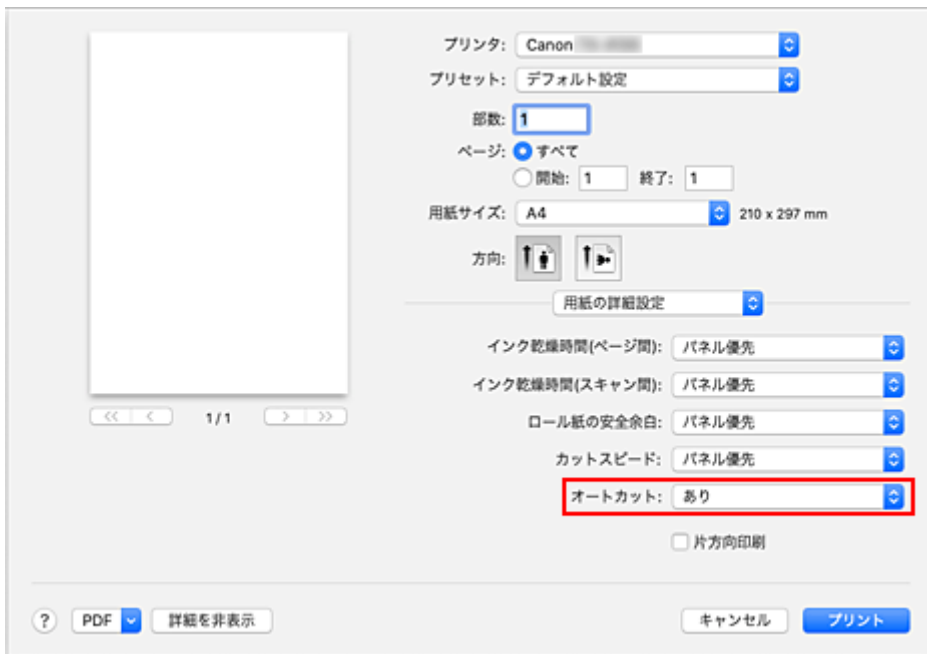 プリンタ: Canon
プリセット: デフォルト設定
部数: 1
ページ: すべて
開始: 1 終了: 1
用紙サイズ: A4 210 x 297 mm
方向:
用紙の詳細設定
インク乾燥時間(ページ間): パネル優先
インク乾燥時間(スキャン間): パネル優先
<< < 1/1 > >>
ロール紙の安全余白: パネル優先
カットスピード: パネル優先
オートカット: あり
片方向印刷
? PDF 詳細を非表示 キャンセル プリント